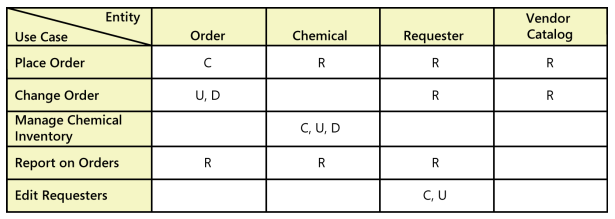 Entity
Use Case
Order
Chemical
Requester
Vendor
Catalog
Place Order
C
R
R
R
Change Order
U, D
R
R
Manage Chemical
Inventory
C, U, D
Report on Orders
R
R
R
Edit Requesters
C, U